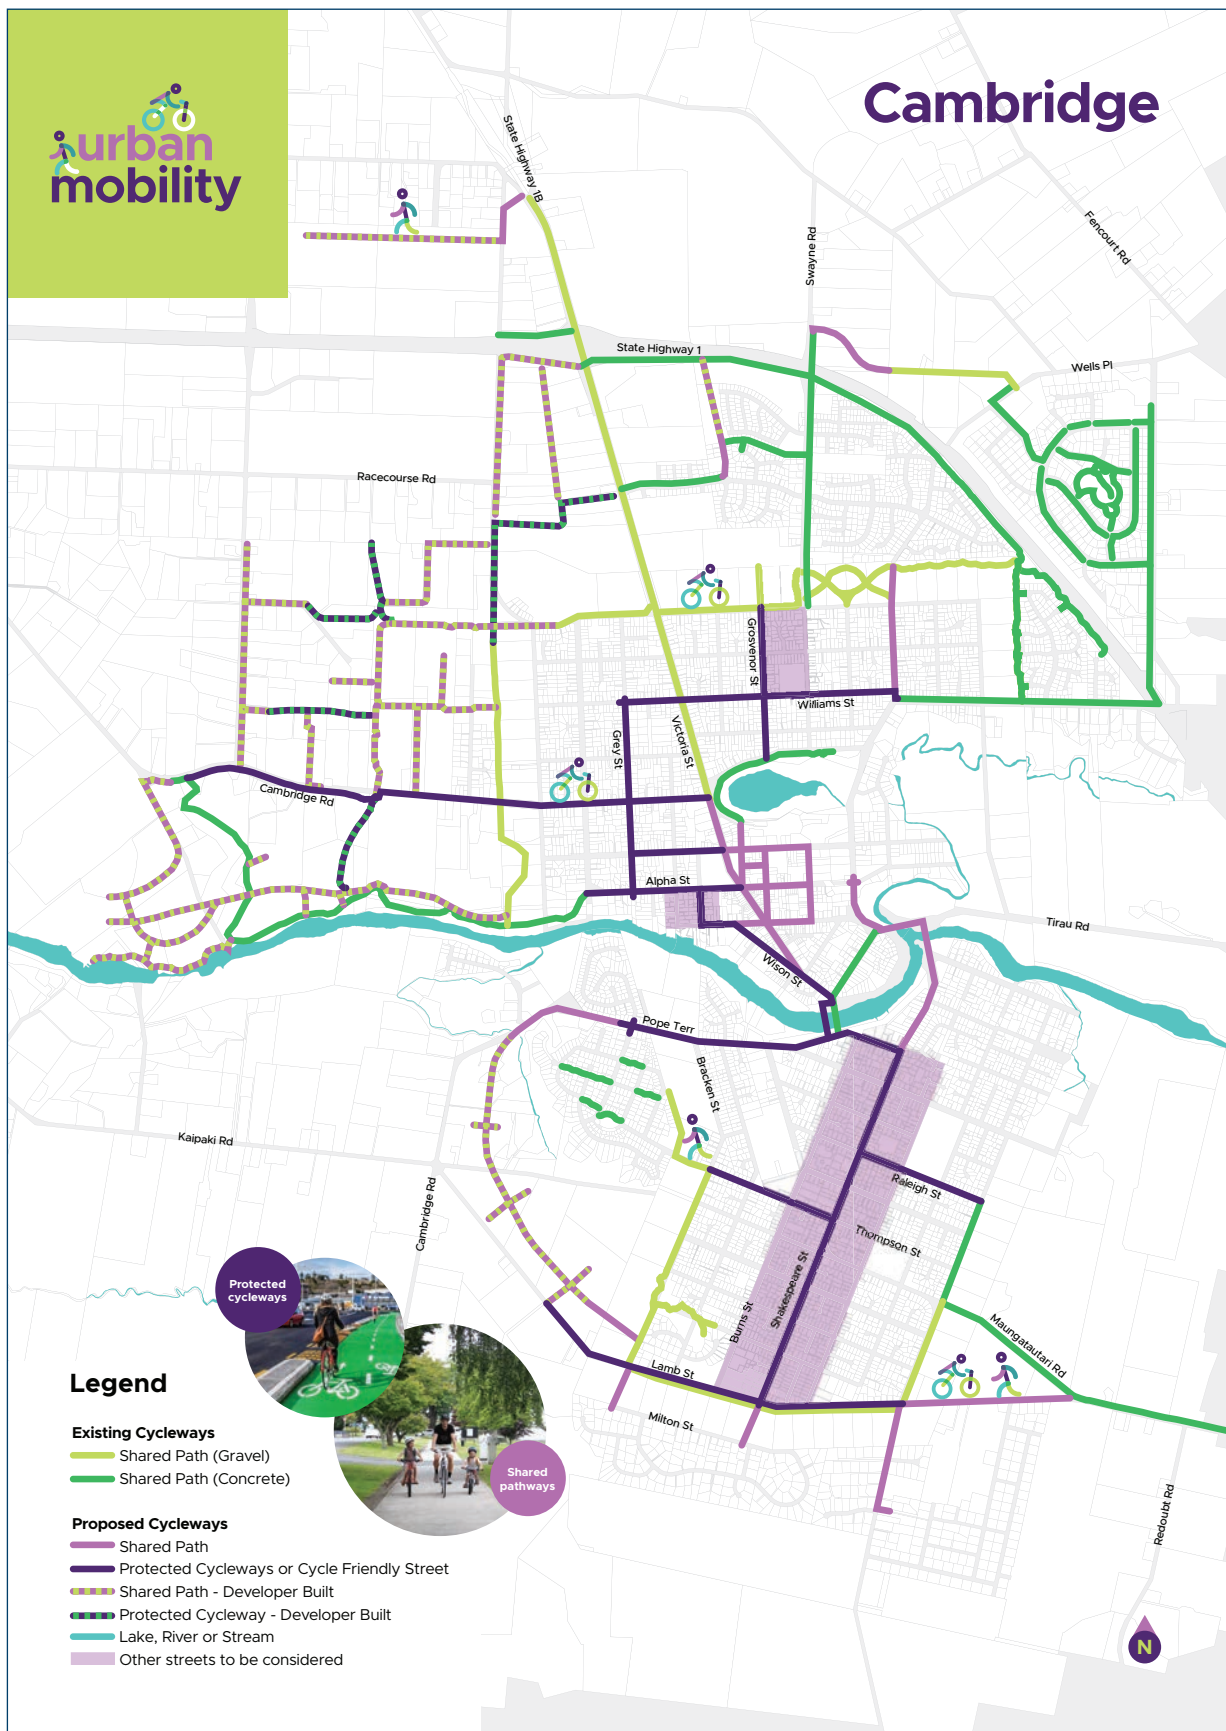 urban
mobility
Cambridge
State Highway 1B
Swayne Rd
Fencourt Rd
State Highway 1
Wells Pl
Racecourse Rd
Grosvenor St
Williams St
Victoria St
Grey St
Cambridge Rd
Alpha St
Tirau Rd
Wison St
Pope Terr
Bracken St
Kaipaki Rd
Cambridge Rd
Raleigh St
Thompson St
Shakespeare St
Burns St
Maungatautari Rd
Lamb St
Milton St
Redoubt Rd
Protected
cycleways
Shared
pathways
Legend
Existing Cycleways
Shared Path (Gravel)
Shared Path (Concrete)
Proposed Cycleways
Shared Path
Protected Cycleways or Cycle Friendly Street
Shared Path - Developer Built
Protected Cycleway - Developer Built
Lake, River or Stream
Other streets to be considered
N